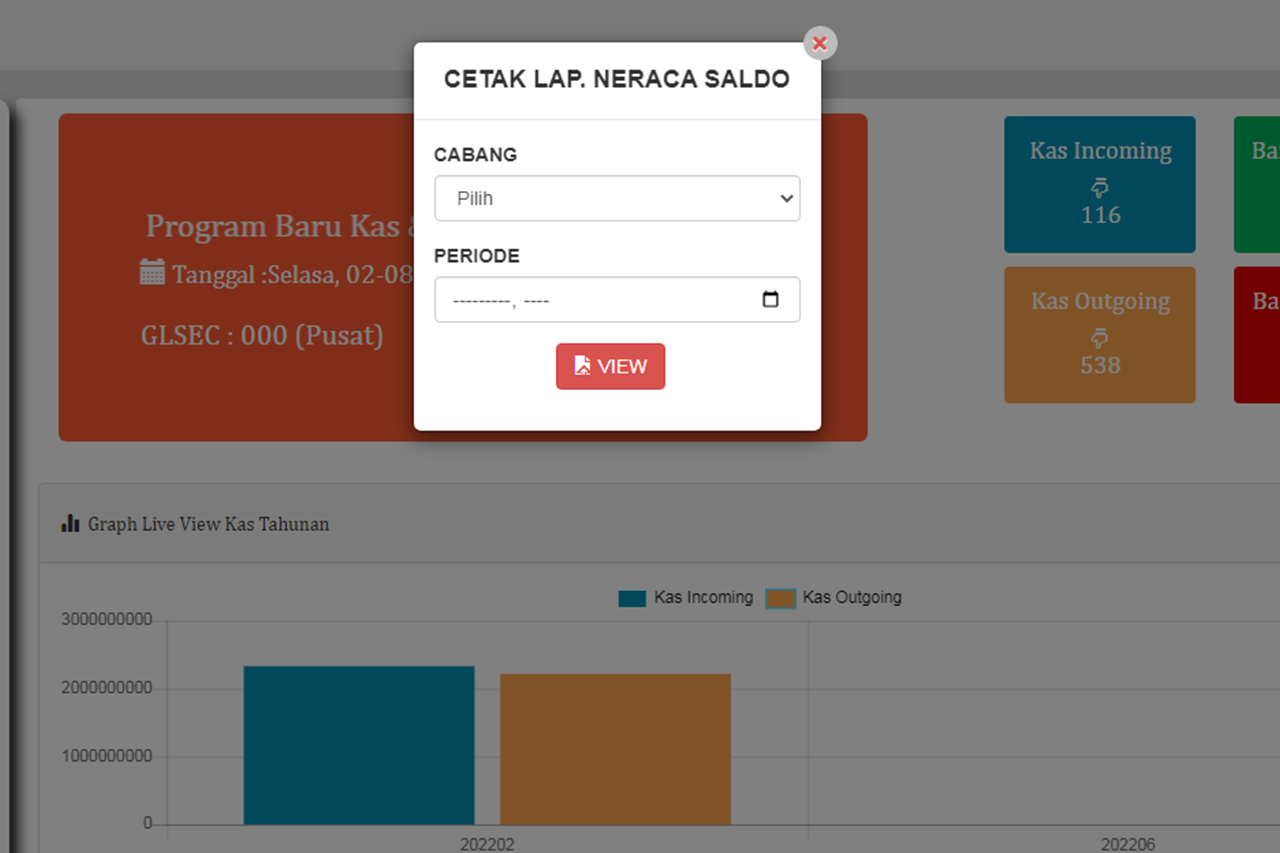 CETAK LAP. NERACA SALDO
CABANG
Pilih
PERIODE
---------, ----
VIEW
Program Baru Kas
Tanggal :Selasa, 02-08
GLSEC : 000 (Pusat)
Kas Incoming
116
Kas Outgoing
538
Graph Live View Kas Tahunan
Kas Incoming
Kas Outgoing
3000000000
2000000000
1000000000
0
202202
202206